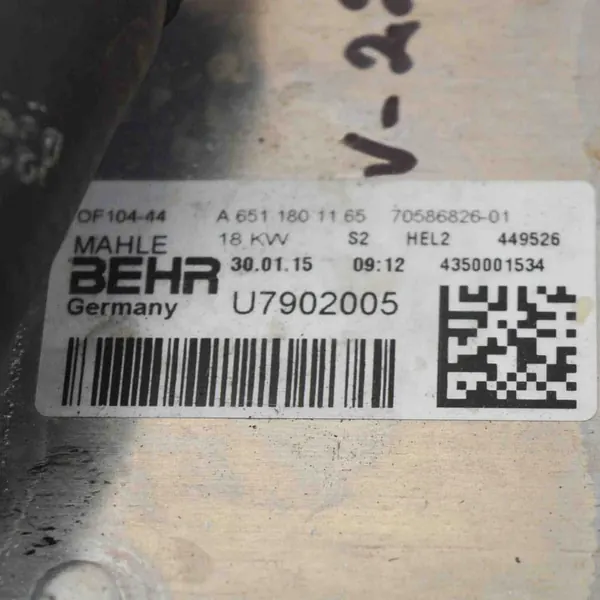 V-2
OF104-44 A 651 180 11 65 70586826-01
MAHLE 18 KW S2 HEL2 449526
BEHR 30.01.15 09:12 4350001534
Germany U7902005